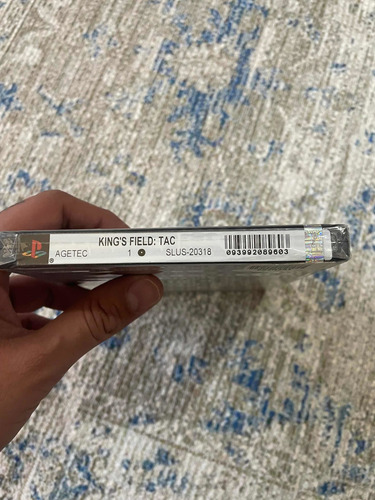 KING'S FIELD: TAC
AGETEC 1 SLUS-20318
093992089603